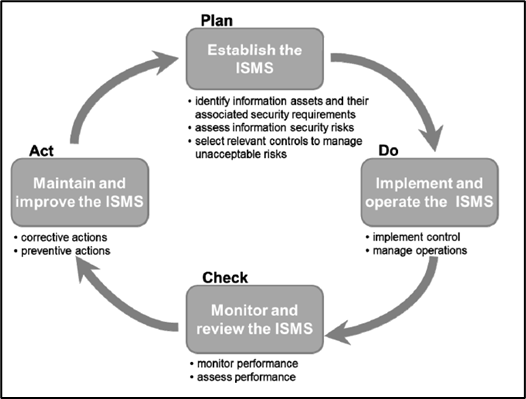 Plan
Establish the
ISMS
• identify information assets and their
associated security requirements
• assess information security risks
• select relevant controls to manage
unacceptable risks
Do
Implement and
operate the ISMS
• implement control
• manage operations
Check
Monitor and
review the ISMS
• monitor performance
• assess performance
Act
Maintain and
improve the ISMS
• corrective actions
• preventive actions